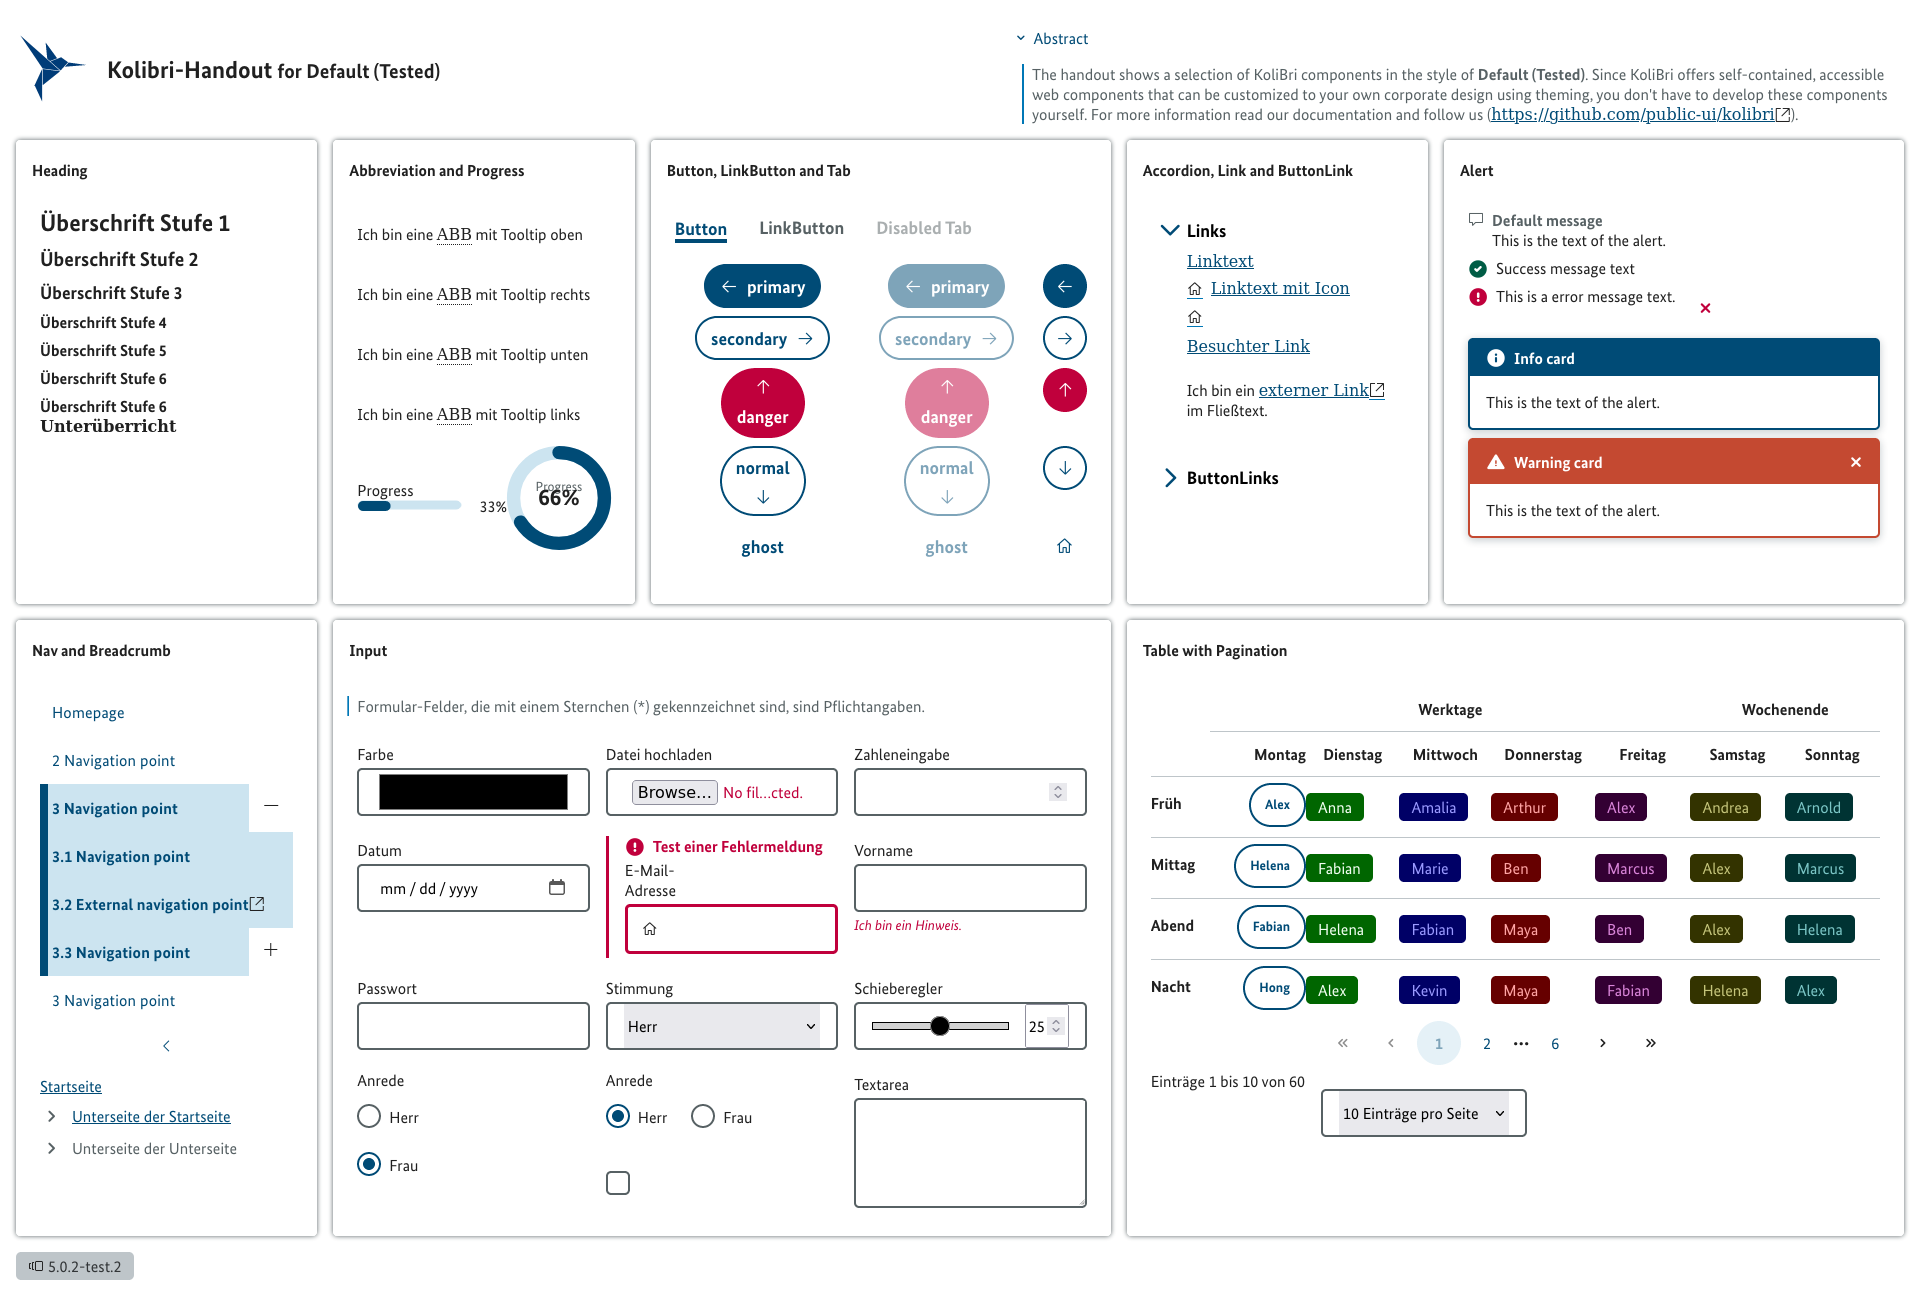 Kolibri-Handout for Default (Tested)
Abstract
The handout shows a selection of KoliBri components in the style of Default (Tested). Since KoliBri offers self-contained, accessible
web components that can be customized to your own corporate design using theming, you don't have to develop these components
yourself. For more information read our documentation and follow us (https://github.com/public-ui/kolibri).
Heading
Überschrift Stufe 1
Überschrift Stufe 2
Überschrift Stufe 3
Überschrift Stufe 4
Überschrift Stufe 5
Überschrift Stufe 6
Überschrift Stufe 6
Unterüberricht
Abbreviation and Progress
Ich bin eine ABB mit Tooltip oben
Ich bin eine ABB mit Tooltip rechts
Ich bin eine ABB mit Tooltip unten
Ich bin eine ABB mit Tooltip links
Progress
33%
Progress
66%
Button, LinkButton and Tab
Button LinkButton Disabled Tab
primary primary
secondary secondary
danger danger
normal normal
ghost ghost
Accordion, Link and ButtonLink
Links
Linktext
Linktext mit Icon
Besuchter Link
Ich bin ein externer Link
im Fließtext.
ButtonLinks
Alert
Default message
This is the text of the alert.
Success message text
This is a error message text.
Info card
This is the text of the alert.
Warning card
This is the text of the alert.
Nav and Breadcrumb
Homepage
2 Navigation point
3 Navigation point
3.1 Navigation point
3.2 External navigation point
3.3 Navigation point
3 Navigation point
Startseite
Unterseite der Startseite
Unterseite der Unterseite
Input
Formular-Felder, die mit einem Sternchen (*) gekennzeichnet sind, sind Pflichtangaben.
Farbe
Datei hochladen
Browse... No fil...cted.
Zahleneingabe
Datum
mm / dd / yyyy
Test einer Fehlermeldung
E-Mail-
Adresse
Vorname
Ich bin ein Hinweis.
Passwort
Stimmung
Herr
Schieberegler
25
Anrede
Herr
Frau
Anrede
Herr Frau
Textarea
Table with Pagination
Werktage Wochenende
Montag Dienstag Mittwoch Donnerstag Freitag Samstag Sonntag
Früh Alex Anna Amalia Arthur Alex Andrea Arnold
Mittag Helena Fabian Marie Ben Marcus Alex Marcus
Abend Fabian Helena Fabian Maya Ben Alex Helena
Nacht Hong Alex Kevin Maya Fabian Helena Alex
« ‹ 1 2 ••• 6 › »
Einträge 1 bis 10 von 60
10 Einträge pro Seite
5.0.2-test.2